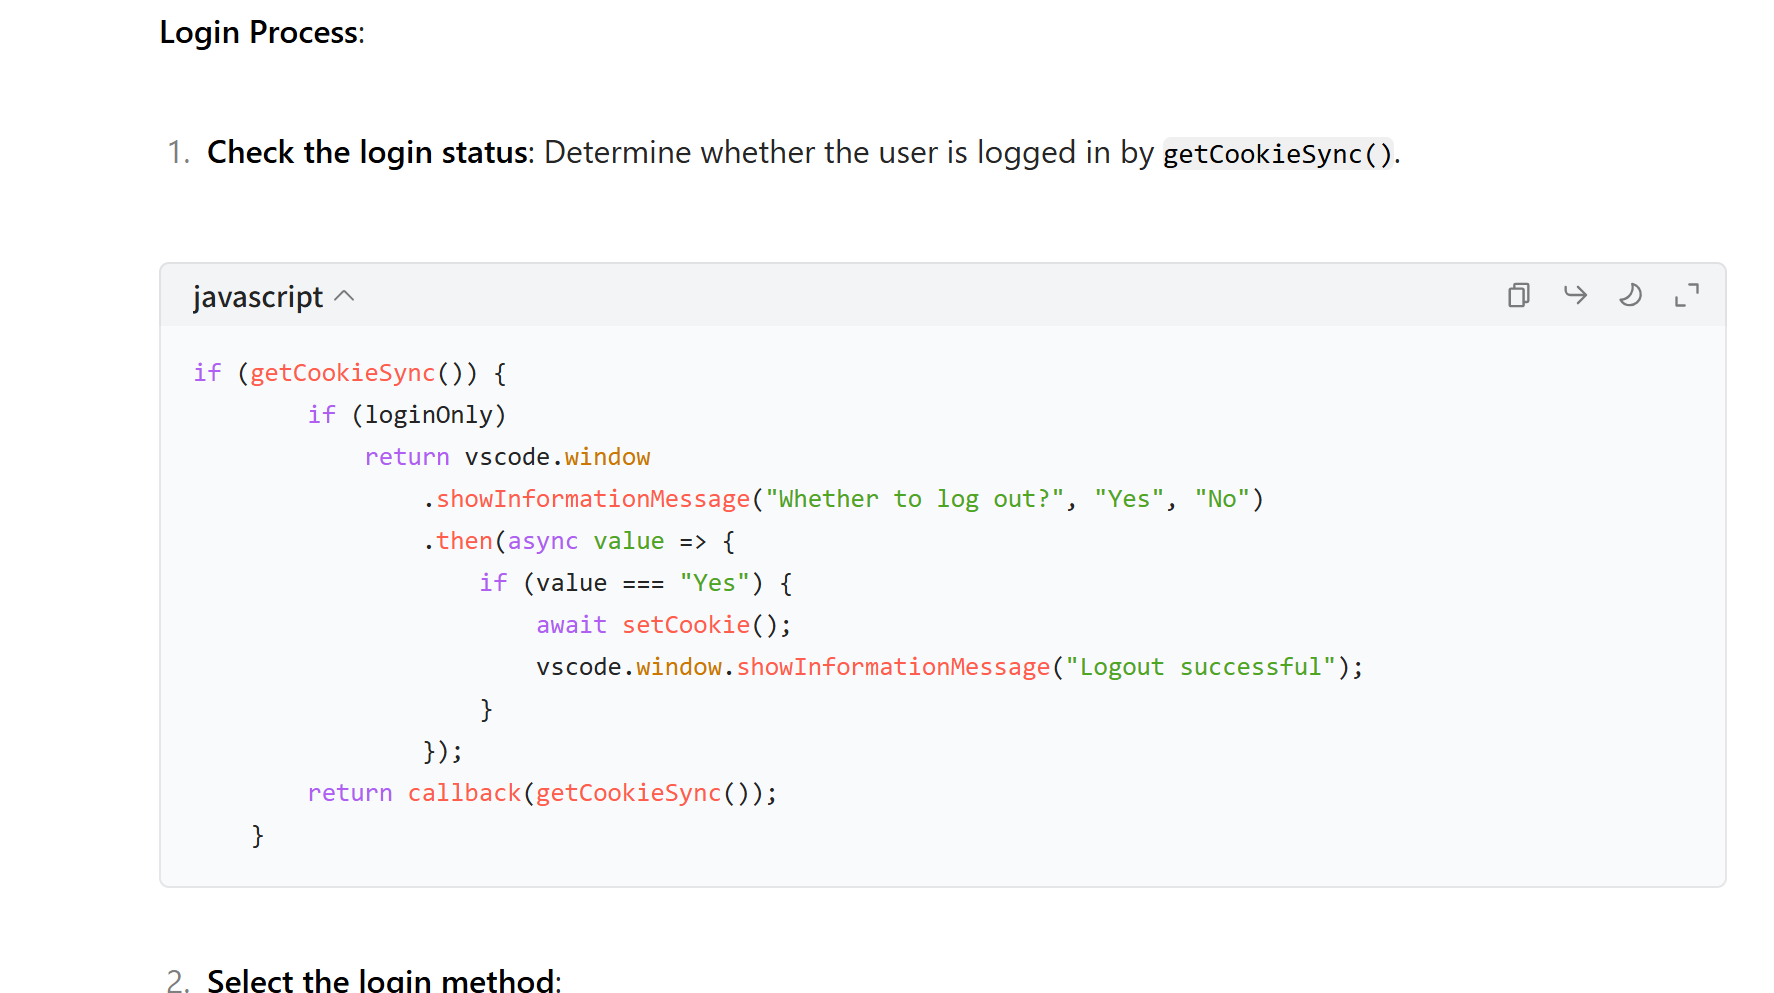 Login Process:
1. Check the login status: Determine whether the user is logged in by getCookieSync().
javascript
if (getCookieSync()) {
        if (loginOnly)
            return vscode.window
                .showInformationMessage("Whether to log out?", "Yes", "No")
                .then(async value => {
                    if (value === "Yes") {
                        await setCookie();
                        vscode.window.showInformationMessage("Logout successful");
                    }
                });
        return callback(getCookieSync());
    }
2. Select the login method: